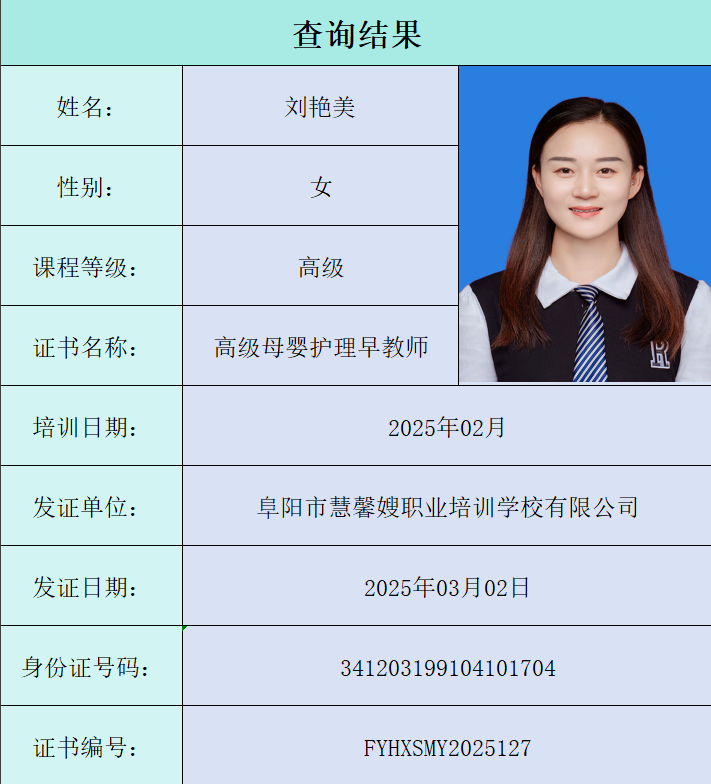 查询结果
姓名： 刘艳美
性别： 女
课程等级： 高级
证书名称： 高级母婴护理早教师
培训日期： 2025年02月
发证单位： 阜阳市慧馨嫂职业培训学校有限公司
发证日期： 2025年03月02日
身份证号码： 341203199104101704
证书编号： FYHXSMY2025127
R